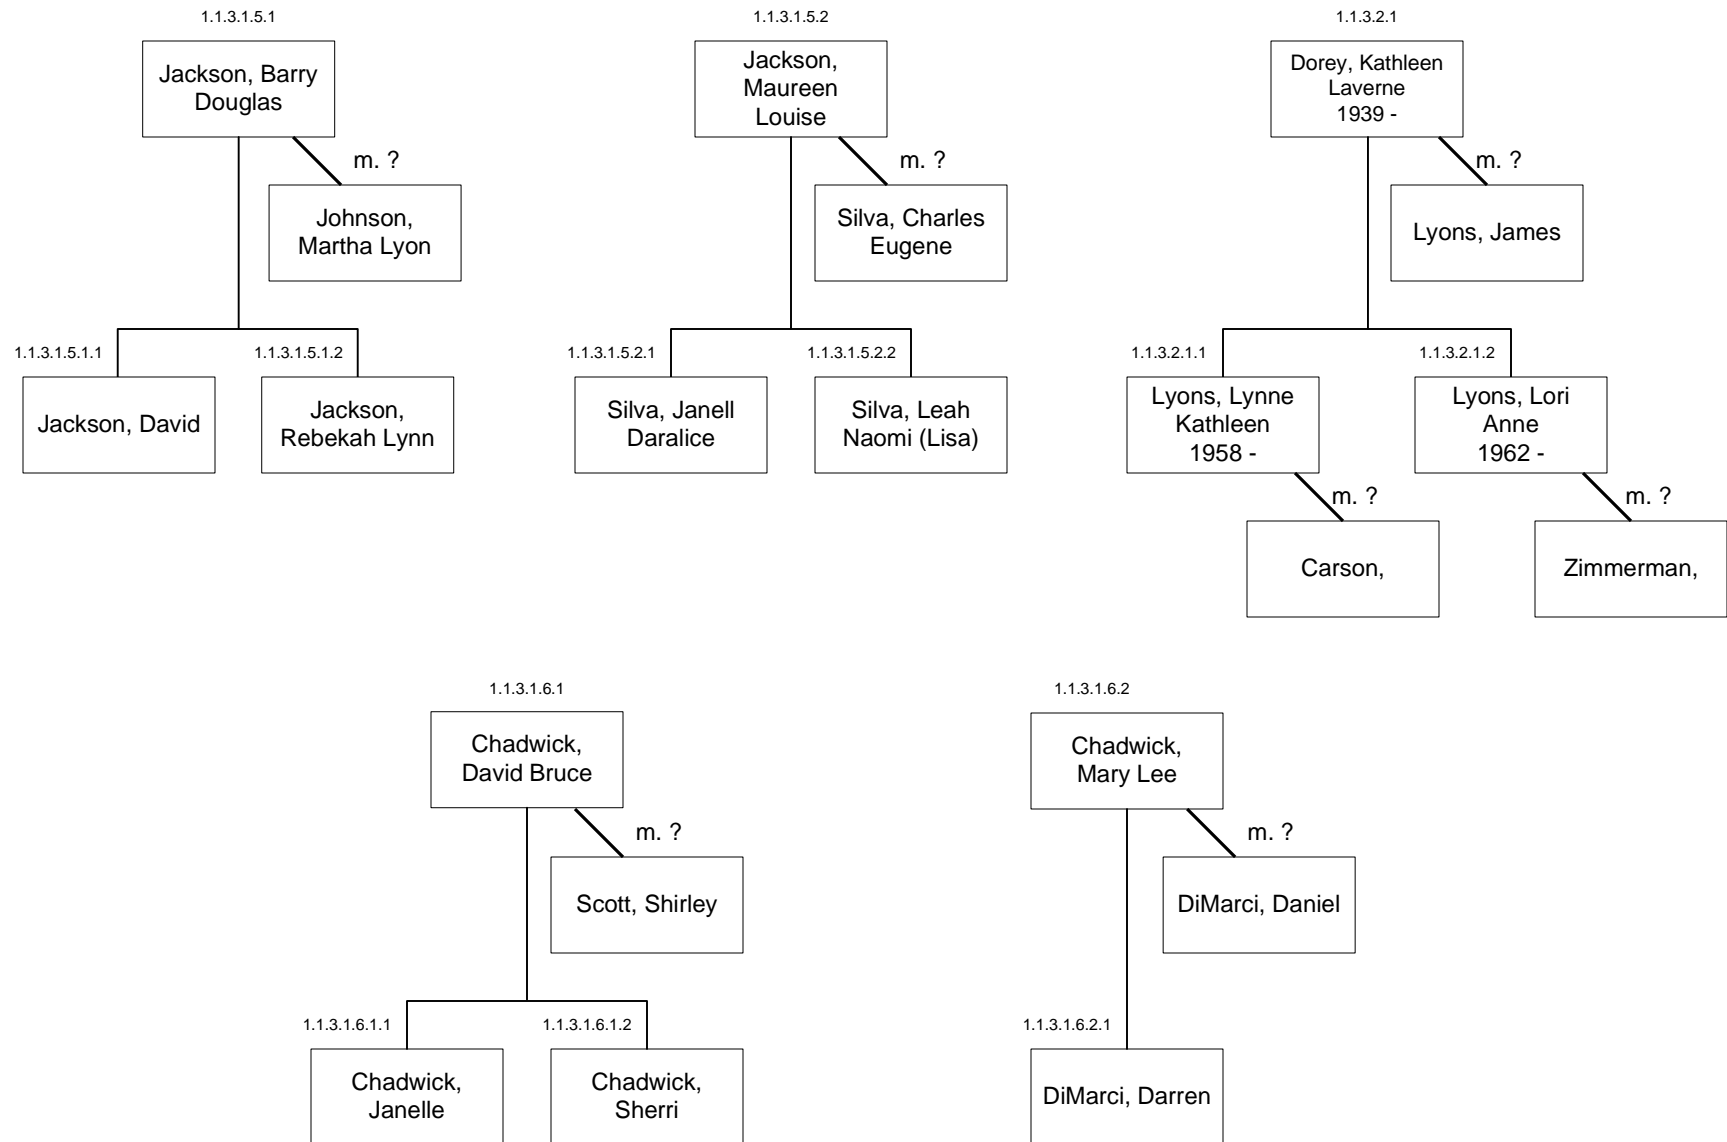 1.1.3.1.5.1
Jackson, Barry
Douglas
m. ?
Johnson,
Martha Lyon
1.1.3.1.5.1.1
Jackson, David
1.1.3.1.5.1.2
Jackson,
Rebekah Lynn
1.1.3.1.5.2
Jackson,
Maureen
Louise
m. ?
Silva, Charles
Eugene
1.1.3.1.5.2.1
Silva, Janell
Daralice
1.1.3.1.5.2.2
Silva, Leah
Naomi (Lisa)
1.1.3.2.1
Dorey, Kathleen
Laverne
1939 -
m. ?
Lyons, James
1.1.3.2.1.1
Lyons, Lynne
Kathleen
1958 -
m. ?
Carson,
1.1.3.2.1.2
Lyons, Lori
Anne
1962 -
m. ?
Zimmerman,
1.1.3.1.6.1
Chadwick,
David Bruce
m. ?
Scott, Shirley
1.1.3.1.6.1.1
Chadwick,
Janelle
1.1.3.1.6.1.2
Chadwick,
Sherri
1.1.3.1.6.2
Chadwick,
Mary Lee
m. ?
DiMarci, Daniel
1.1.3.1.6.2.1
DiMarci, Darren